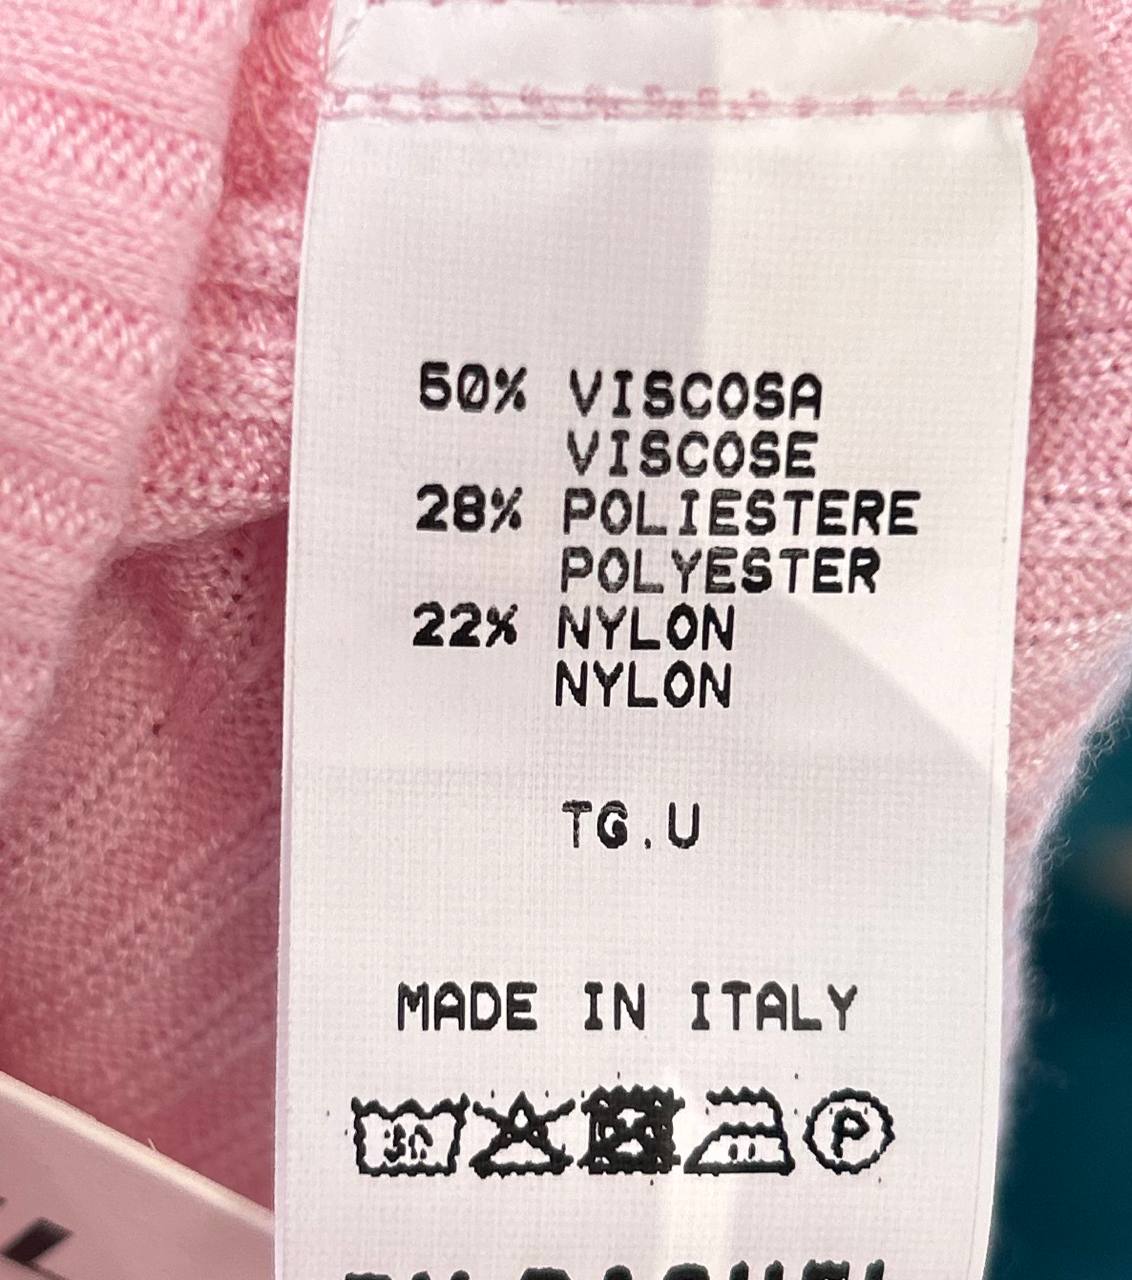 50% VISCOSA
VISCOSE
28% POLIESTERE
POLYESTER
22% NYLON
NYLON
TG.U
MADE IN ITALY
30
P